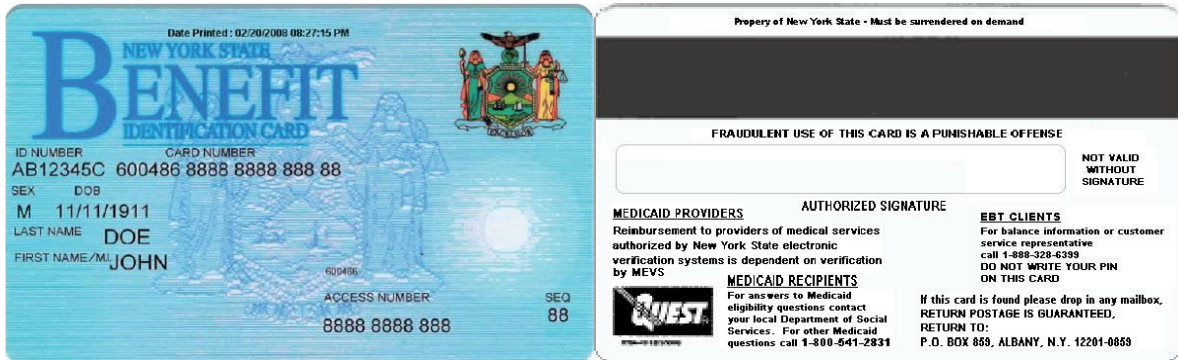 Date Printed : 02/20/2008 08:27:15 PM
NEW YORK STATE
BENEFIT
IDENTIFICATION CARD
ID NUMBER CARD NUMBER
AB12345C 600486 8888 8888 888 88
SEX DOB
M 11/11/1911
LAST NAME DOE
FIRST NAME/M.I. JOHN
600486
ACCESS NUMBER SEQ
8888 8888 888 88
Propery of New York State - Must be surrendered on demand
FRAUDULENT USE OF THIS CARD IS A PUNISHABLE OFFENSE
NOT VALID
WITHOUT
SIGNATURE
AUTHORIZED SIGNATURE
MEDICAID PROVIDERS
Reimbursement to providers of medical services
authorized by New York State electronic
verification systems is dependent on verification
by MEVS
MEDICAID RECIPIENTS
For answers to Medicaid
eligibility questions contact
your local Department of Social
Services. For other Medicaid
questions call 1-800-541-2831
QUEST
EBT CLIENTS
For balance information or customer
service representative
call 1-888-328-6399
DO NOT WRITE YOUR PIN
ON THIS CARD
If this card is found please drop in any mailbox,
RETURN POSTAGE IS GUARANTEED,
RETURN TO:
P.O. BOX 859, ALBANY, N.Y. 12201-0859